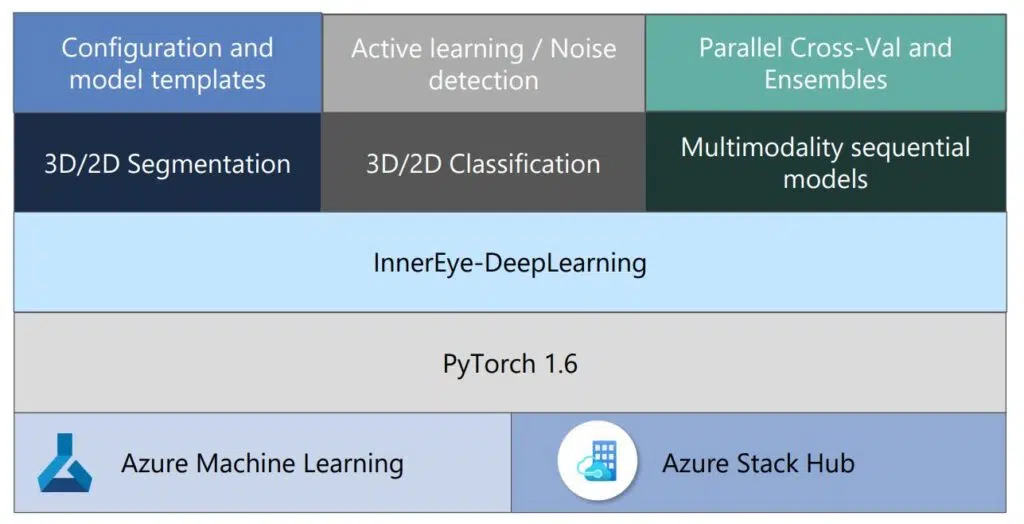 Configuration and
model templates
Active learning / Noise
detection
Parallel Cross-Val and
Ensembles
3D/2D Segmentation
3D/2D Classification
Multimodality sequential
models
InnerEye-DeepLearning
PyTorch 1.6
Azure Machine Learning
Azure Stack Hub